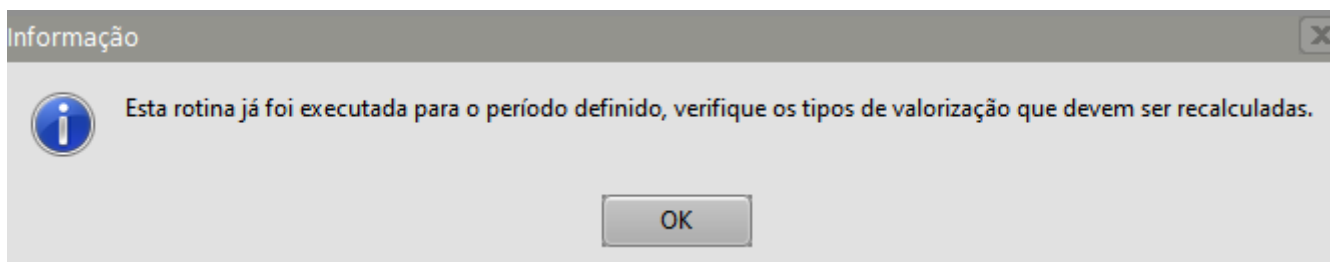 Informação
Esta rotina já foi executada para o período definido, verifique os tipos de valorização que devem ser recalculadas.
OK